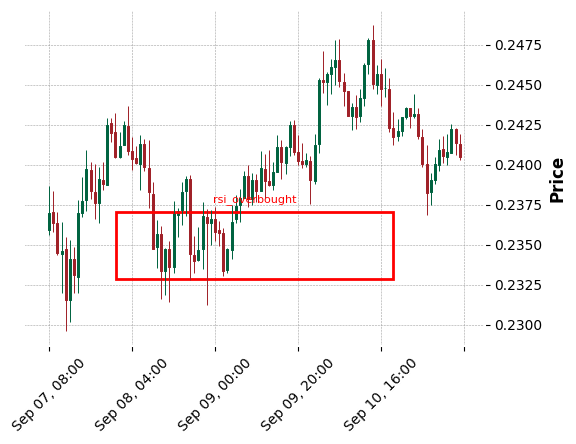 0.2475
0.2450
0.2425
0.2400
0.2375
0.2350
0.2325
0.2300
Price
rsi_overbought
Sep 07, 08:00
Sep 08, 04:00
Sep 09, 00:00
Sep 09, 20:00
Sep 10, 16:00